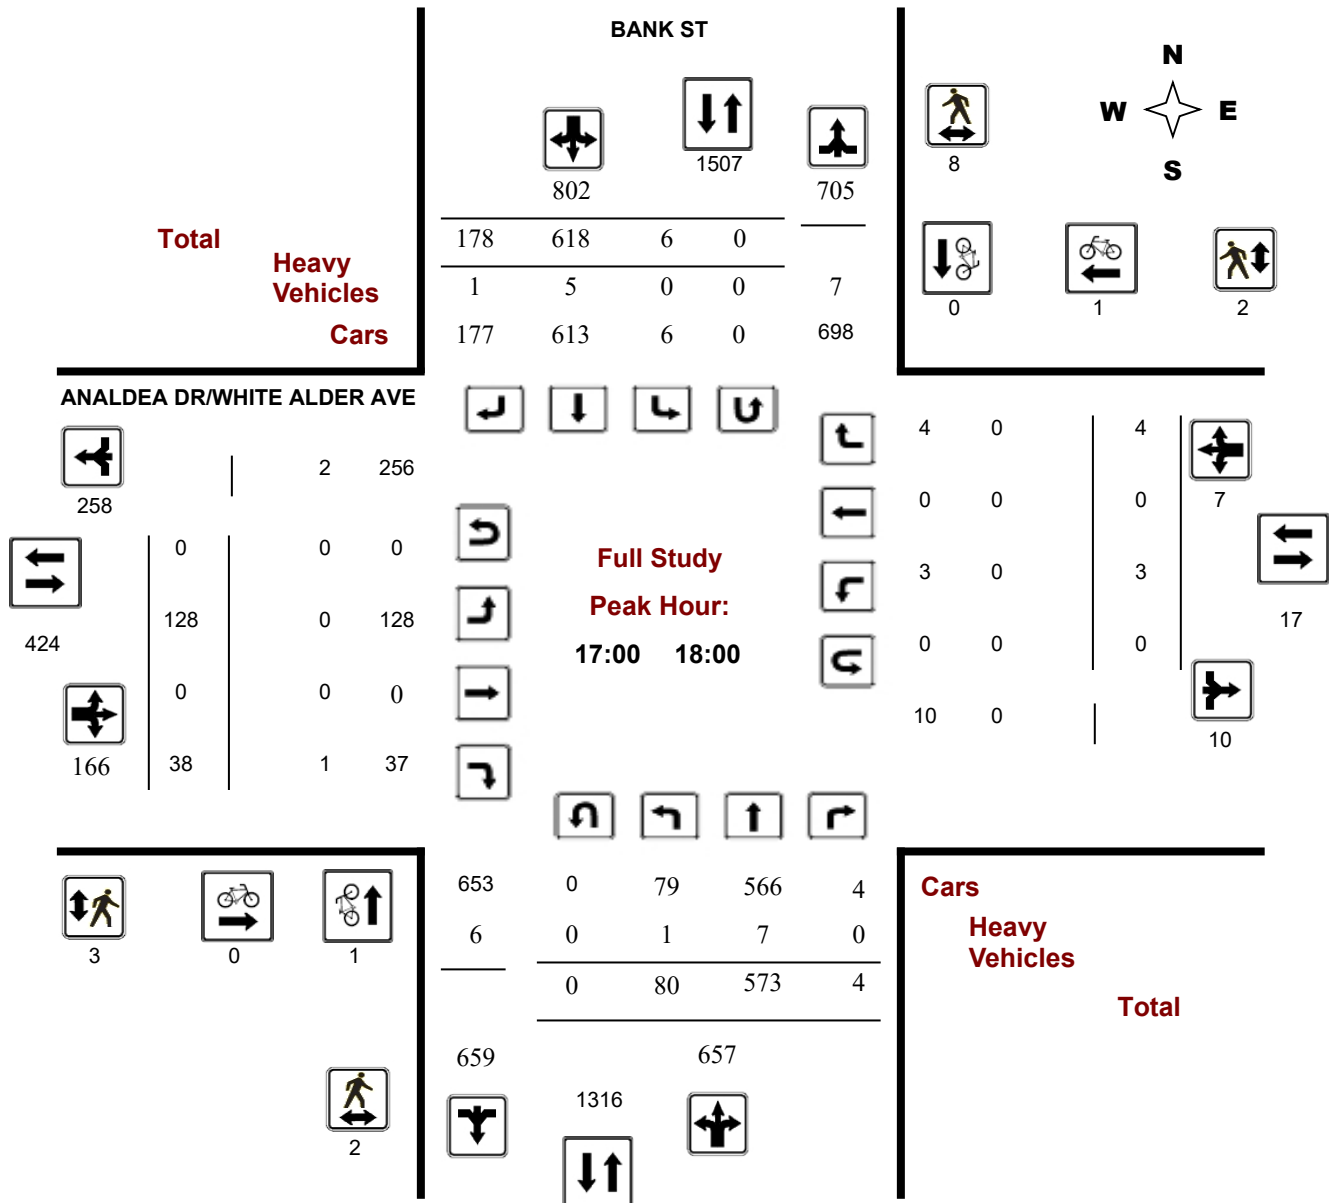 BANK ST
N
W E
S
802
1507
705
8
Total
178 618 6 0
Heavy
Vehicles
1 5 0 0 7
Cars
177 613 6 0 698
0 1 2
ANALDEA DR/WHITE ALDER AVE
258
2 256
0 0 0
424
128 0 128
0 0 0
166
38 1 37
Full Study
Peak Hour:
17:00 18:00
4 0 4
7
0 0 0
3 0 3
17
0 0 0
10 0
10
3 0 1
653 0 79 566 4
6 0 1 7 0
0 80 573 4
Cars
Heavy
Vehicles
Total
659
657
1316
2